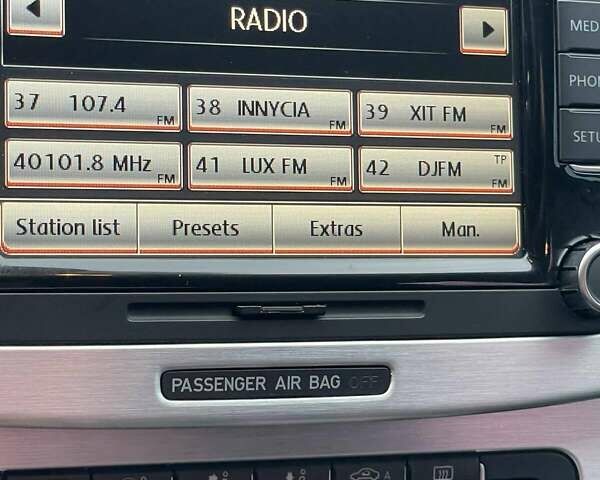 RADIO
MED
37 107.4 FM
38 INNYCIA FM
39 XIT FM FM
PHON
40101.8 MHz FM
41 LUX FM FM
42 DJFM TP FM
SETU
Station list Presets Extras Man.
PASSENGER AIR BAG OFF
A